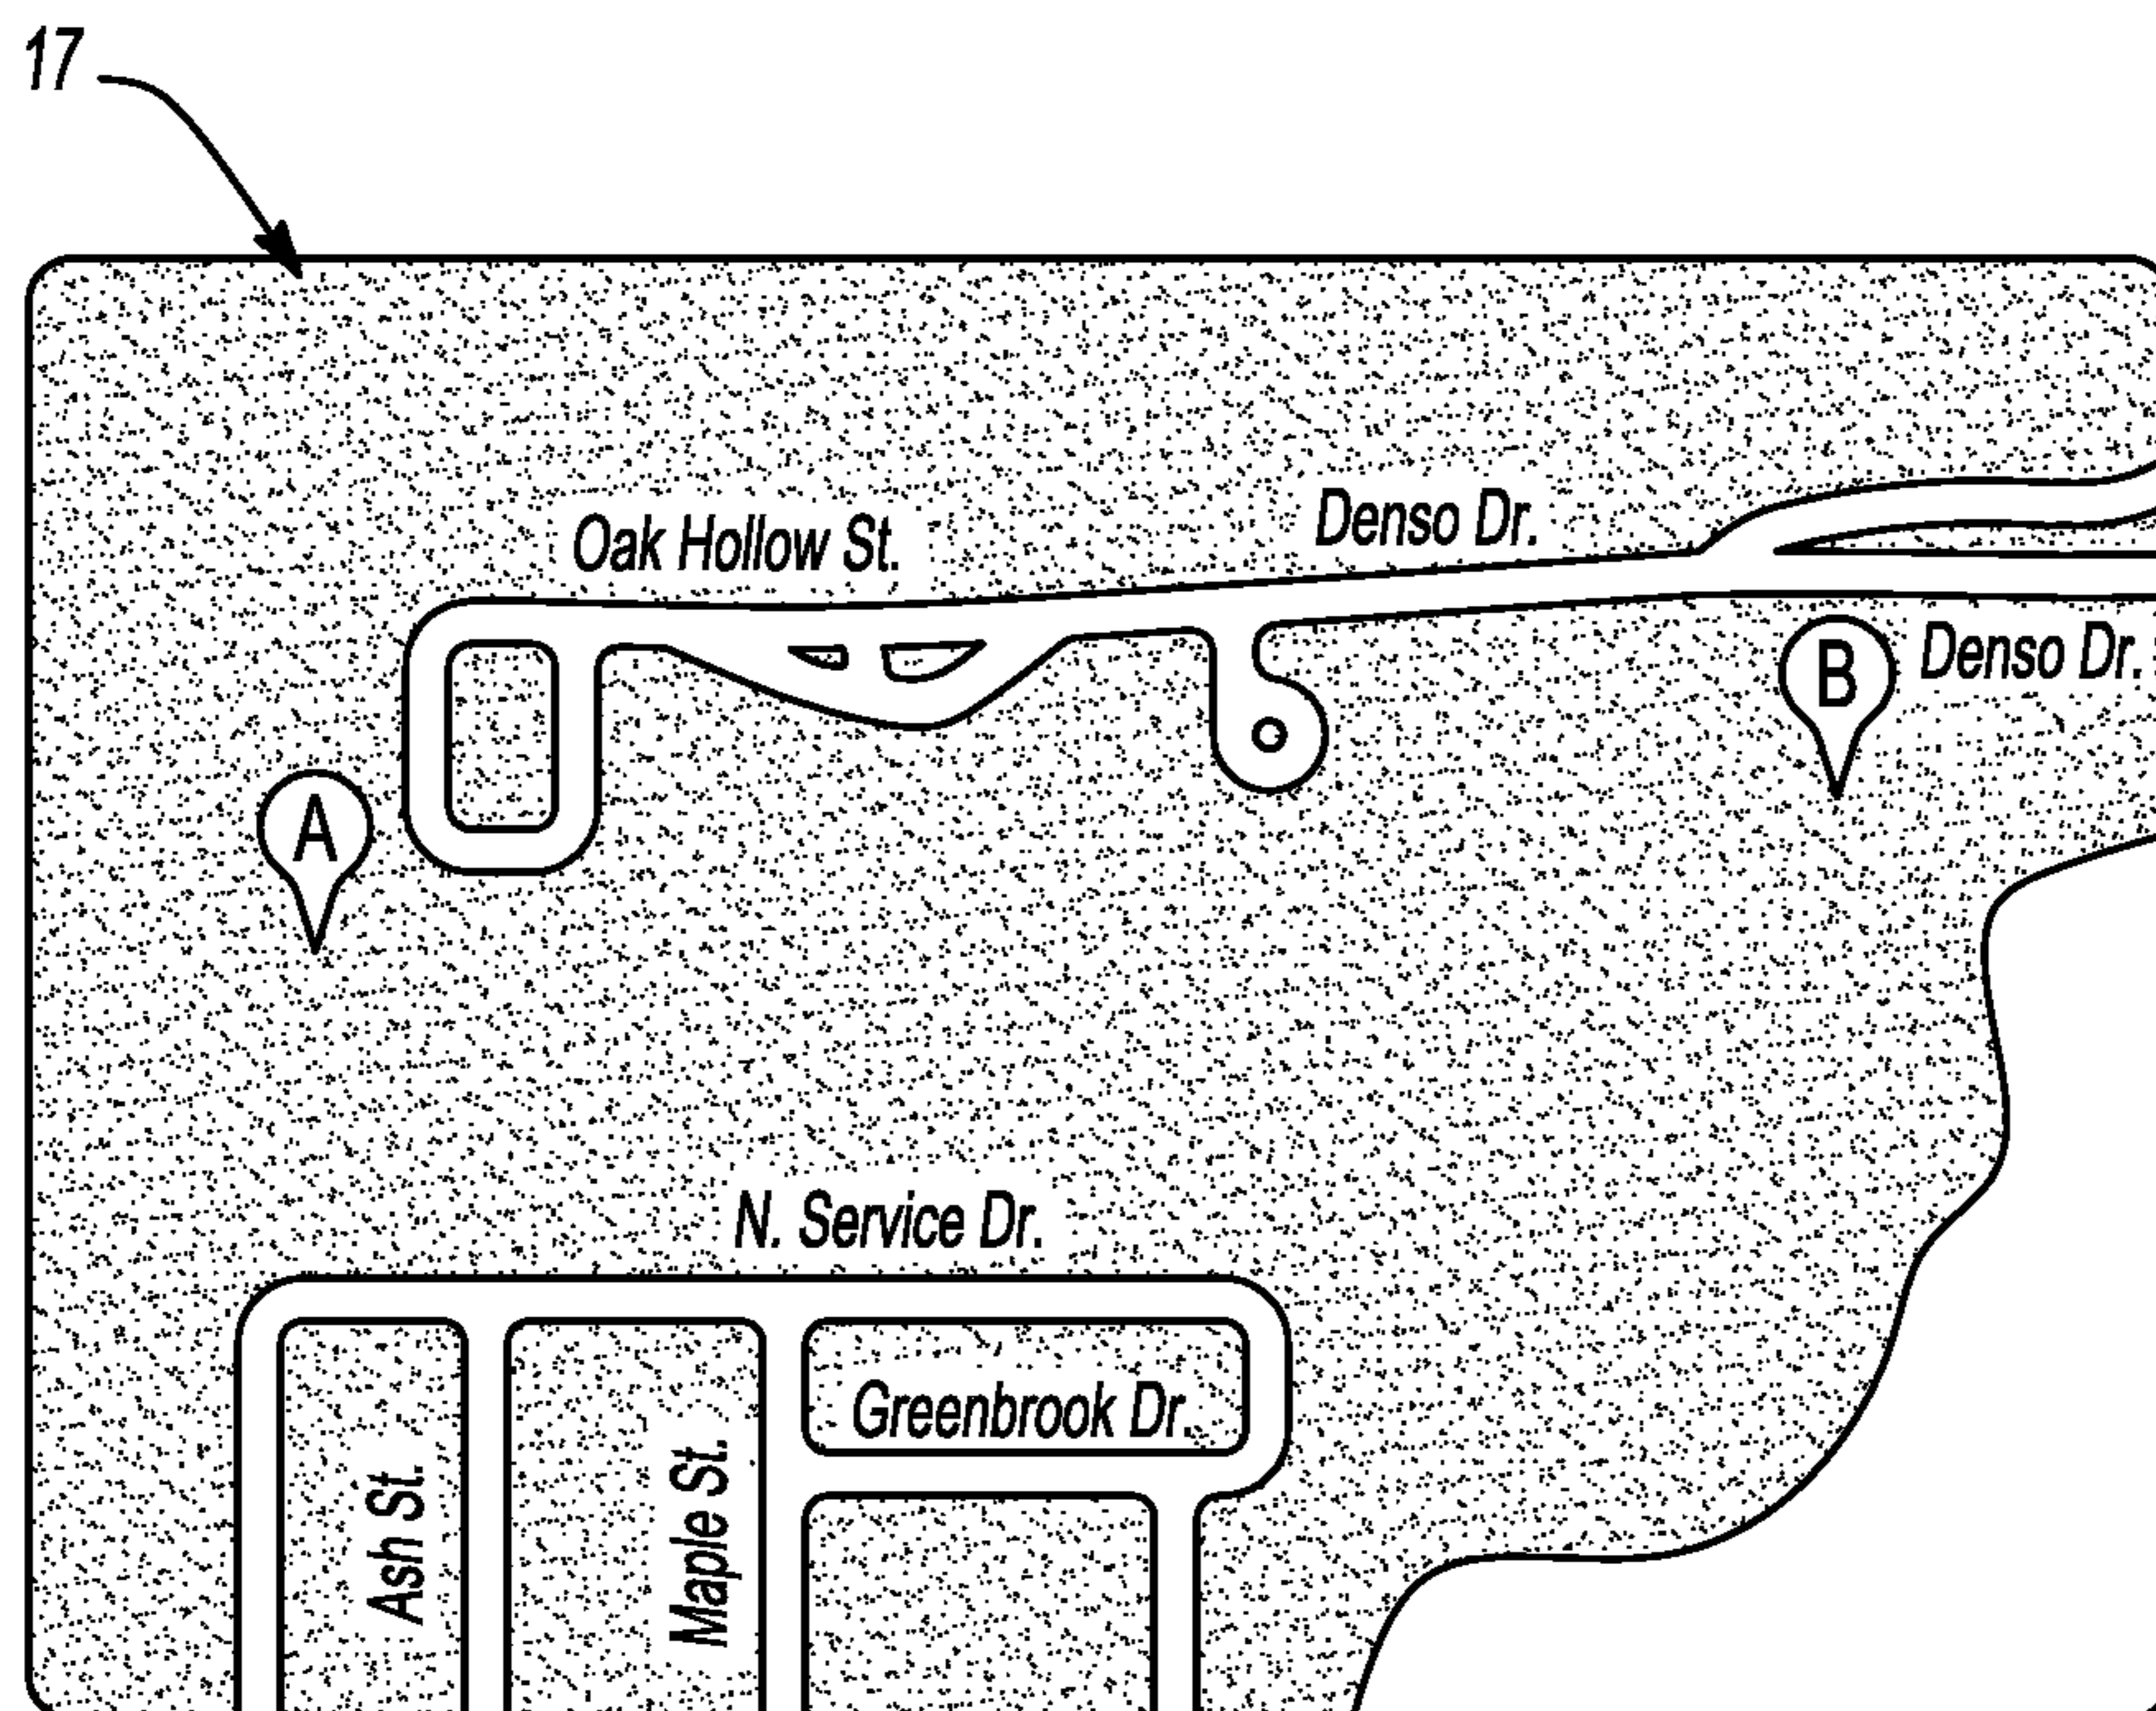 17
Oak Hollow St.
Denso Dr.
B
Denso Dr.
A
N. Service Dr.
Greenbrook Dr.
Ash St.
Maple St.